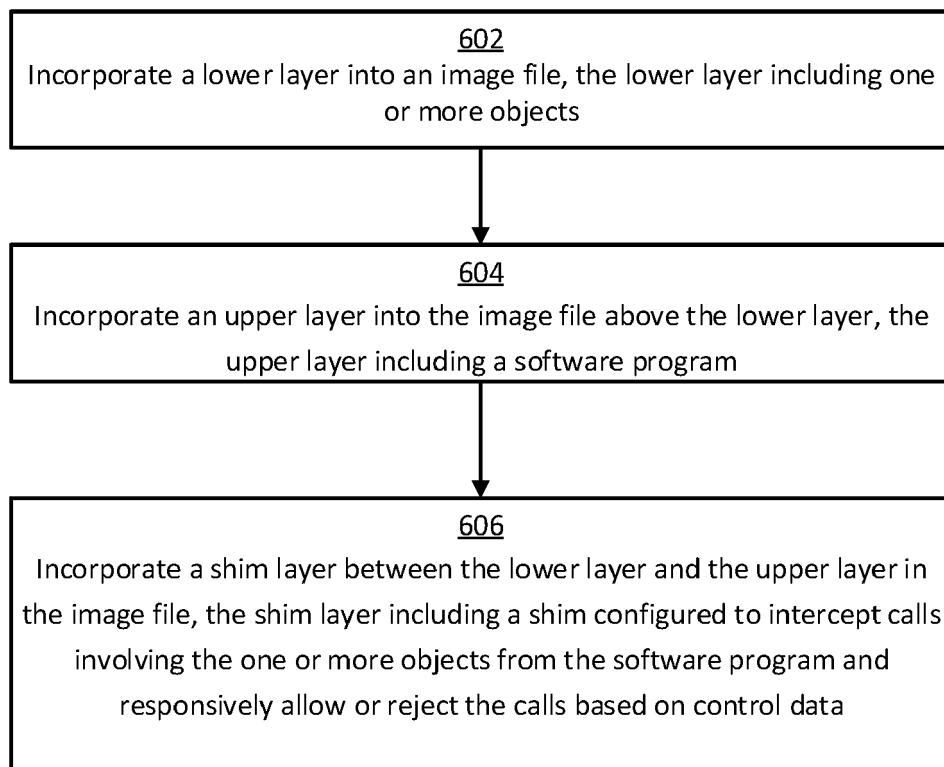 602
Incorporate a lower layer into an image file, the lower layer including one
or more objects
604
Incorporate an upper layer into the image file above the lower layer, the
upper layer including a software program
606
Incorporate a shim layer between the lower layer and the upper layer in
the image file, the shim layer including a shim configured to intercept calls
involving the one or more objects from the software program and
responsively allow or reject the calls based on control data